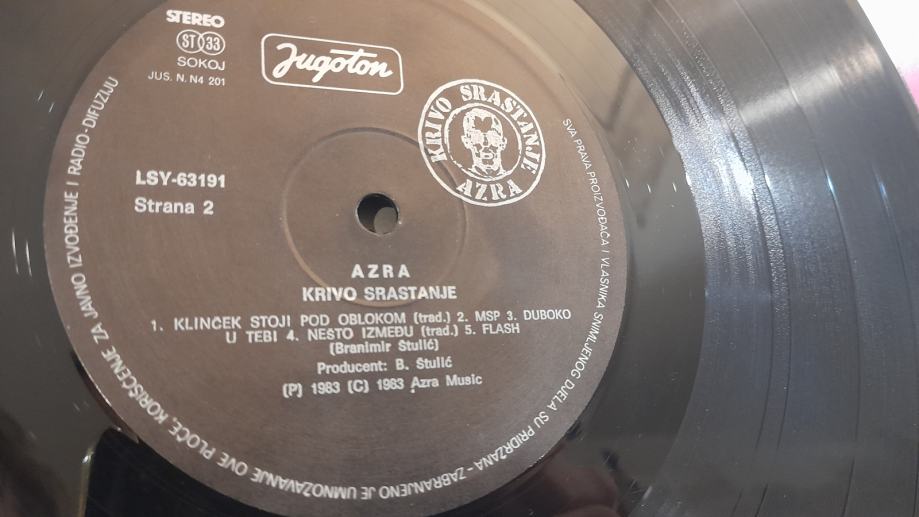 STEREO
ST 33
SOKOJ
JUS. N. N4 201
Jugoton
KRIVO SRASTANJE
AZRA
LSY-63191
Strana 2
AZRA
KRIVO SRASTANJE
1. KLINČEK STOJI POD OBLOKOM (trad.) 2. MSP 3. DUBOKO
U TEBI 4. NEŠTO IZMEĐU (trad.) 5. FLASH
(Branimir Štulić)
Producent: B. Štulić
(P) 1983 (C) 1983 Azra Music
SVA PRAVA PROIZVOĐAČA I VLASNIKA SNIMLJENOG DJELA SU PRIDRŽANA - ZABRANJENO JE UMNOŽAVANJE OVE PLOČE, KORIŠĆENJE ZA JAVNO IZVOĐENJE I RADIO-DIFUZIJU